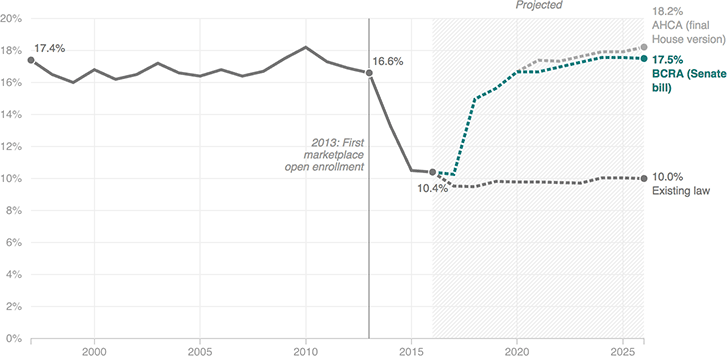 Projected
20%
18%
16%
14%
12%
10%
8%
6%
4%
2%
0%
17.4%
16.6%
2013: First
marketplace
open enrollment
10.4%
18.2%
AHCA (final
House version)
17.5%
BCRA (Senate
bill)
10.0%
Existing law
2000
2005
2010
2015
2020
2025